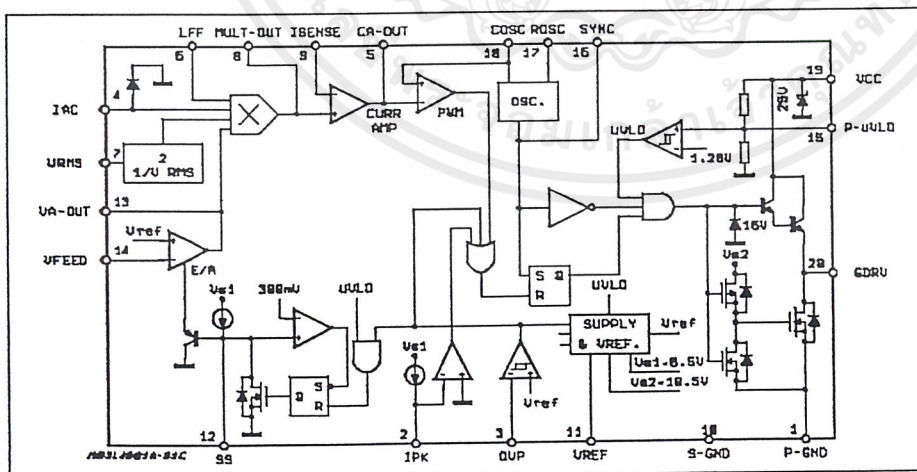 LFF MULT-OUT ISENSE CA-OUT COSC ROSC SYNC
6 8 9 5 18 17 16
19 VCC
25V
4
IAC
CURR
AMP
PWM
OSC.
UVLO
P-UVLO
15
1.28V
7
VRMS
2
1/V RMS
VA-OUT
13
Vref
VFEED
14
E/A
15V
Vs2
20
GDRV
S Q
R
Vs1
300mV
UVLO
UVLO
SUPPLY
& VREF.
Vref
Vs1=6.5V
Vs2=10.5V
Vs1
Q S
R
Vref
12
SS
2
IPK
3
OVP
11
VREF
10
S-GND
1
P-GND